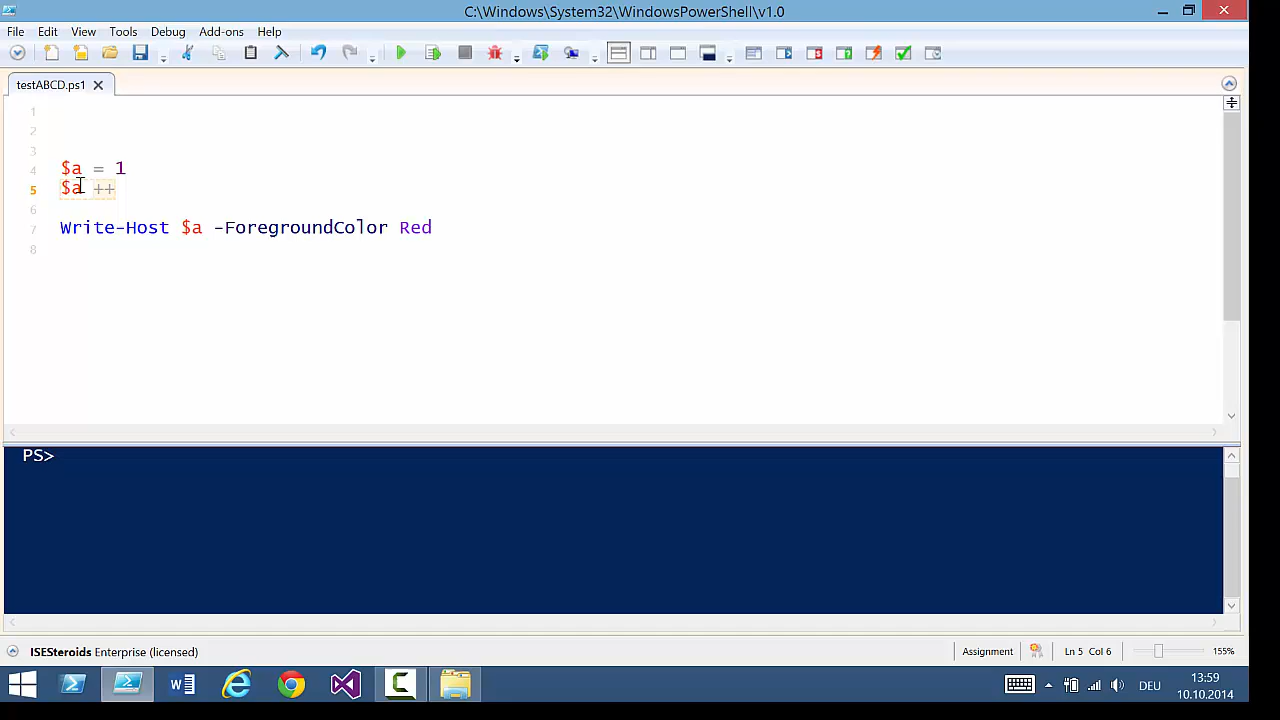 C:\Windows\System32\WindowsPowerShell\v1.0
File Edit View Tools Debug Add-ons Help
testABCD.ps1
1
2
3
4 $a = 1
5 $a ++
6
7 Write-Host $a -ForegroundColor Red
8
PS>
ISESteroids Enterprise (licensed) Assignment Ln 5 Col 6 155%
DEU 13:59
10.10.2014